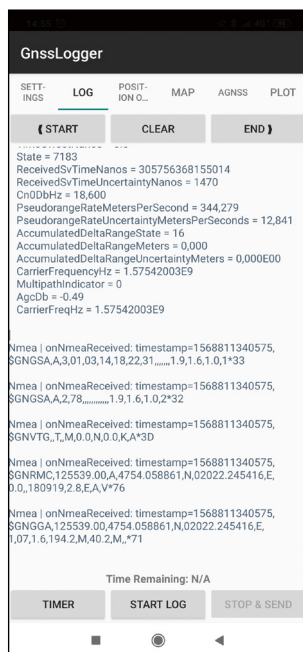 14:55
GnssLogger
SETT-
INGS
LOG
POSIT-
ION O...
MAP
AGNSS
PLOT
❰ START
CLEAR
END ❱
State = 7183
ReceivedSvTimeNanos = 305756368155014
ReceivedSvTimeUncertaintyNanos = 1470
Cn0DbHz = 18,600
PseudorangeRateMetersPerSecond = 344,279
PseudorangeRateUncertaintyMetersPerSeconds = 12,841
AccumulatedDeltaRangeState = 16
AccumulatedDeltaRangeMeters = 0,000
AccumulatedDeltaRangeUncertaintyMeters = 0,000E00
CarrierFrequencyHz = 1.57542003E9
MultipathIndicator = 0
AgcDb = -0.49
CarrierFreqHz = 1.57542003E9
Nmea | onNmeaReceived: timestamp=1568811340575,
$GNGSA,A,3,01,03,14,18,22,31,,,,,,,1.9,1.6,1.0,1*33
Nmea | onNmeaReceived: timestamp=1568811340575,
$GNGSA,A,2,78,,,,,,,,,,,,1.9,1.6,1.0,2*32
Nmea | onNmeaReceived: timestamp=1568811340575,
$GNVTG,,T,,M,0.0,N,0.0,K,A*3D
Nmea | onNmeaReceived: timestamp=1568811340575,
$GNRMC,125539.00,A,4754.058861,N,02022.245416,E,
0.0,,180919,2.8,E,A,V*76
Nmea | onNmeaReceived: timestamp=1568811340575,
$GNGGA,125539.00,4754.058861,N,02022.245416,E,
1,07,1.6,194.2,M,40.2,M,,*71
Time Remaining: N/A
TIMER
START LOG
STOP & SEND